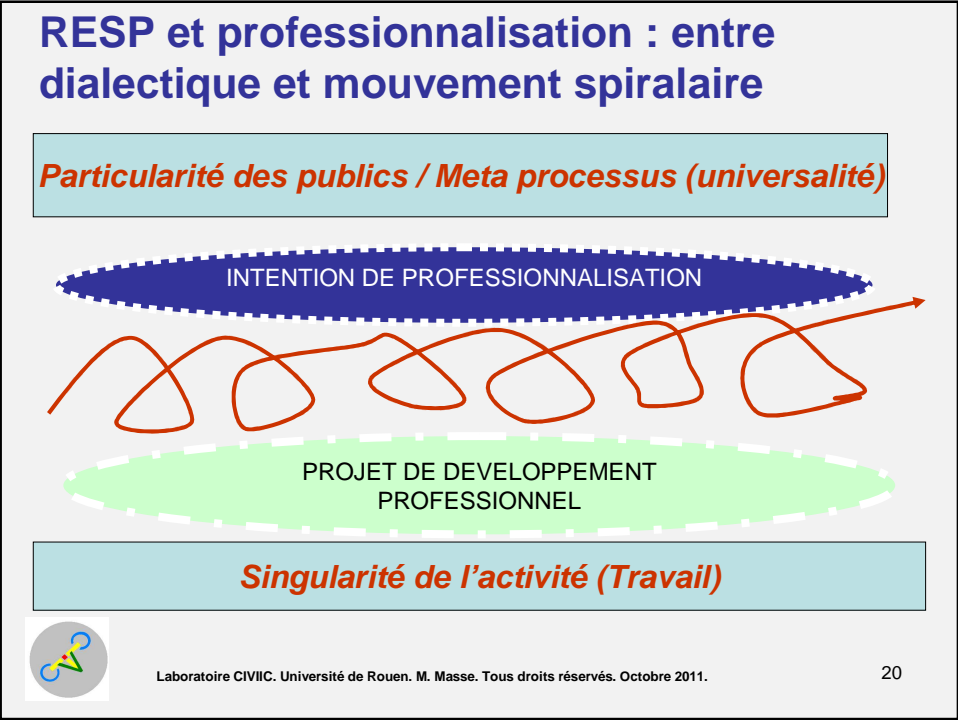 RESP et professionnalisation : entre
dialectique et mouvement spiralaire
Particularité des publics / Meta processus (universalité)
INTENTION DE PROFESSIONNALISATION
PROJET DE DEVELOPPEMENT
PROFESSIONNEL
Singularité de l’activité (Travail)
Laboratoire CIVIIC. Université de Rouen. M. Masse. Tous droits réservés. Octobre 2011.
20